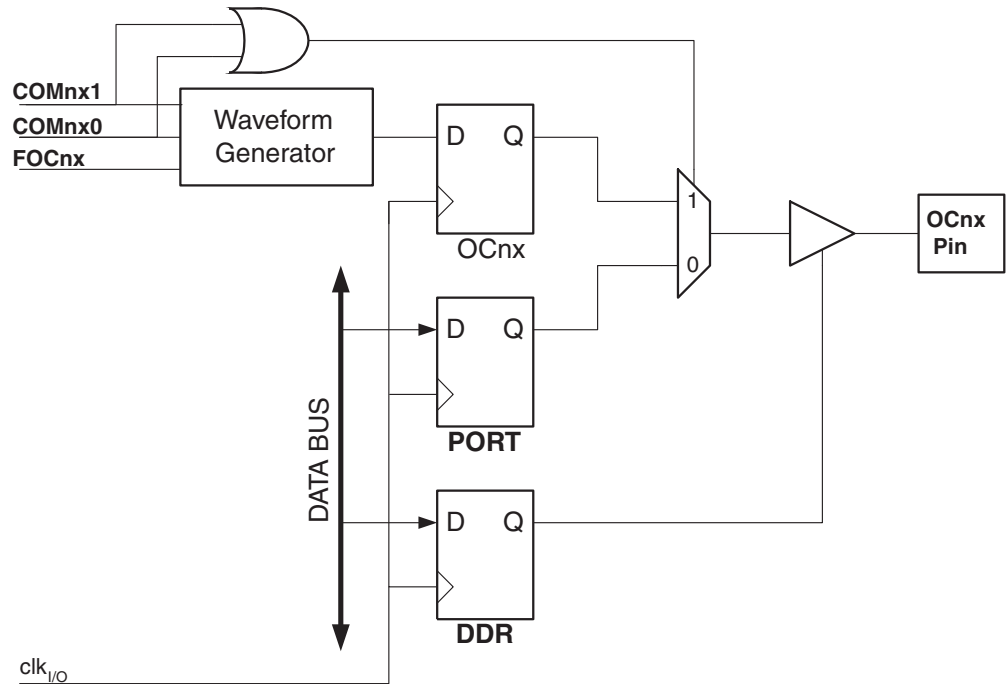 COMnx1
COMnx0
FOCnx
Waveform
Generator
D Q
OCnx
1
0
OCnx
Pin
D Q
PORT
DATA BUS
D Q
DDR
clkI/O